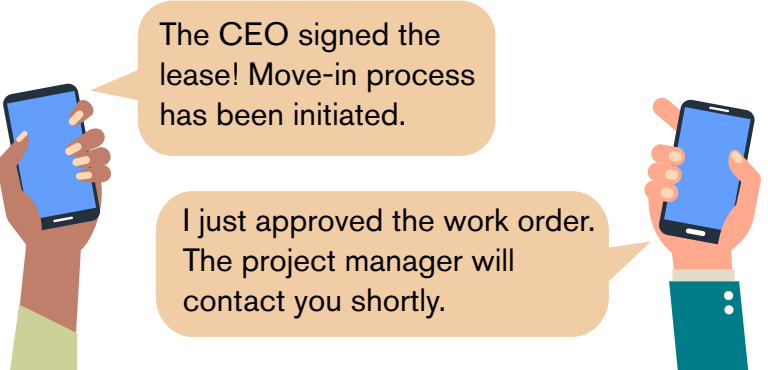 The CEO signed the
lease! Move-in process
has been initiated.
I just approved the work order.
The project manager will
contact you shortly.